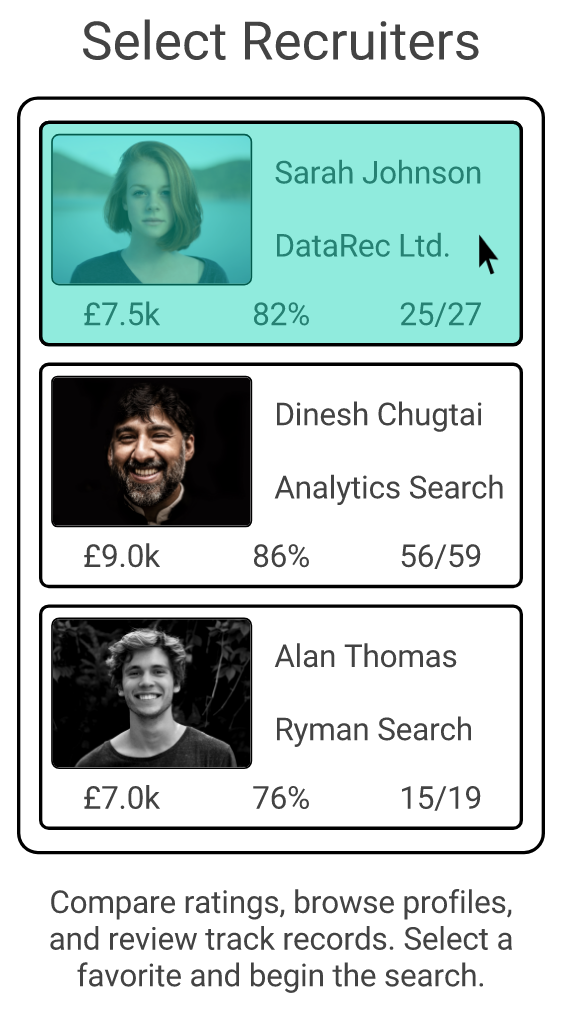 Select Recruiters
Sarah Johnson
DataRec Ltd.
£7.5k 82% 25/27
Dinesh Chugtai
Analytics Search
£9.0k 86% 56/59
Alan Thomas
Ryman Search
£7.0k 76% 15/19
Compare ratings, browse profiles,
and review track records. Select a
favorite and begin the search.